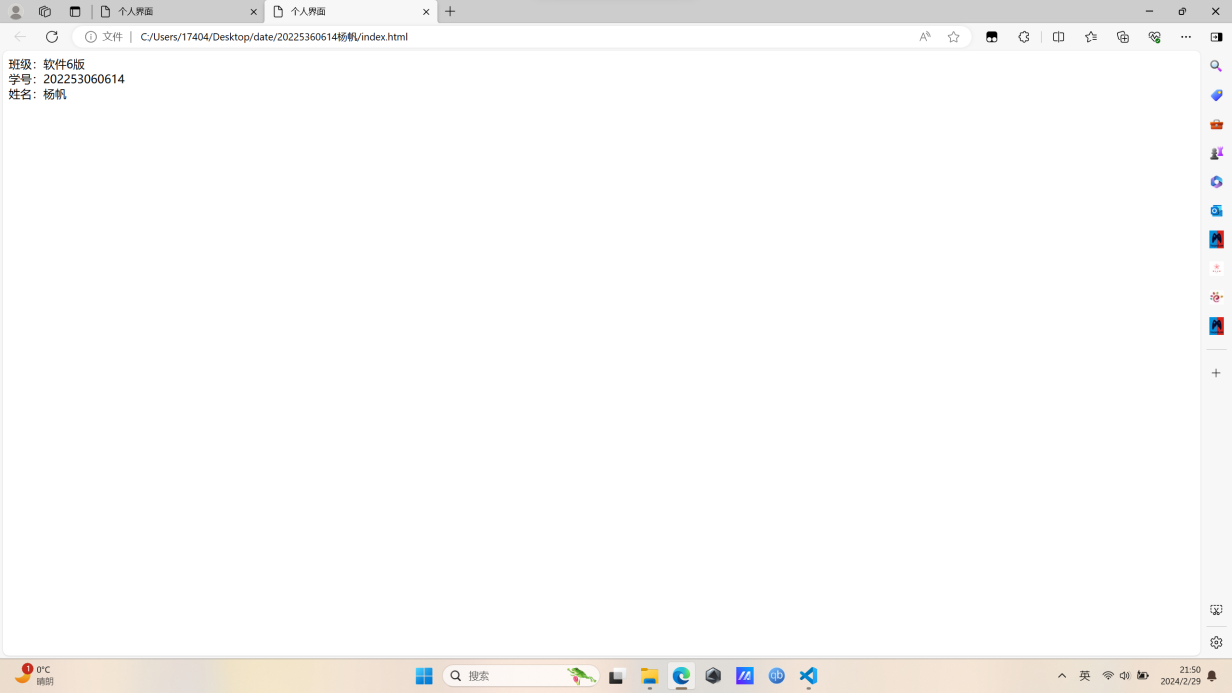 个人界面
个人界面
文件
C:/Users/17404/Desktop/date/20225360614杨帆/index.html
班级：软件6版
学号：202253060614
姓名：杨帆
1
0°C
晴朗
搜索
英
21:50
2024/2/29